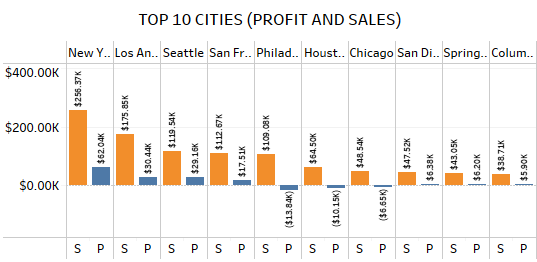 TOP 10 CITIES (PROFIT AND SALES)
New Y.. Los An.. Seattle San Fr.. Philad.. Houst.. Chicago San Di.. Spring.. Colum..
$400.00K
$200.00K
$0.00K
$256.37K
$62.04K
$175.85K
$30.44K
$119.54K
$29.16K
$112.67K
$17.51K
$109.08K
($13.84K)
$64.50K
($10.15K)
$48.54K
($6.65K)
$47.52K
$6.38K
$43.05K
$6.20K
$38.71K
$5.90K
S P S P S P S P S P S P S P S P S P S P